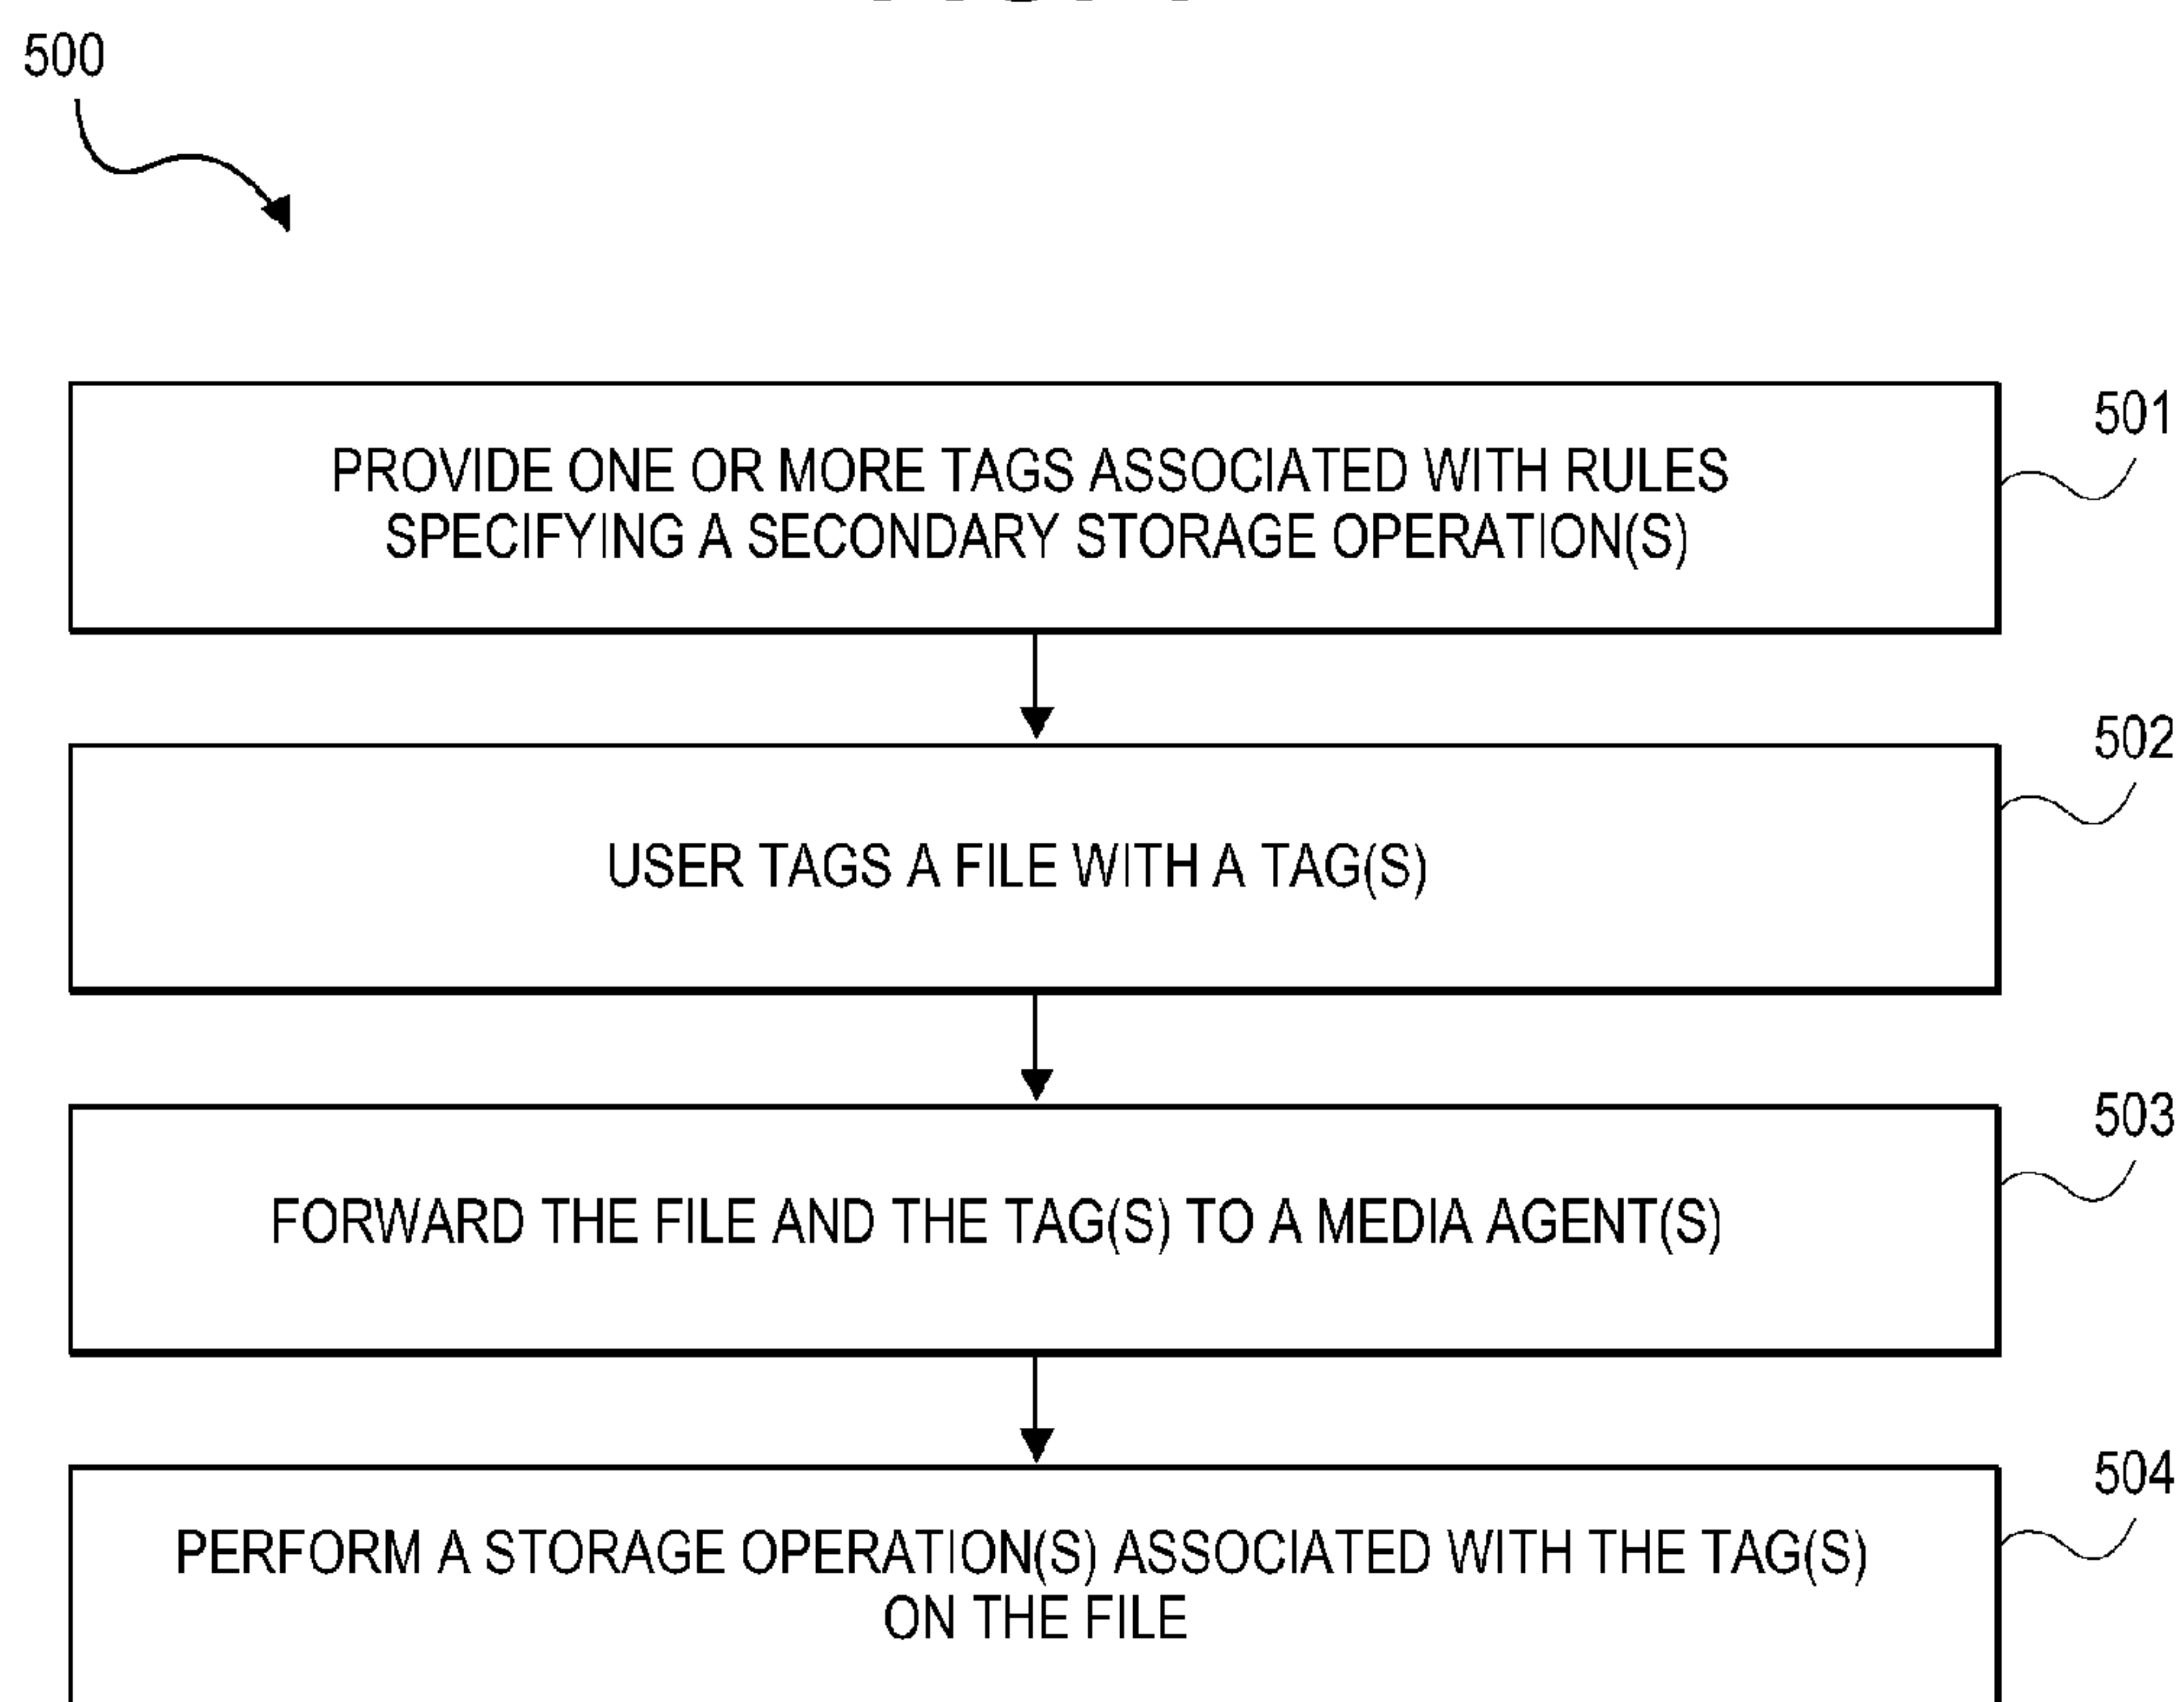 500
501
PROVIDE ONE OR MORE TAGS ASSOCIATED WITH RULES
SPECIFYING A SECONDARY STORAGE OPERATION(S)
502
USER TAGS A FILE WITH A TAG(S)
503
FORWARD THE FILE AND THE TAG(S) TO A MEDIA AGENT(S)
504
PERFORM A STORAGE OPERATION(S) ASSOCIATED WITH THE TAG(S)
ON THE FILE